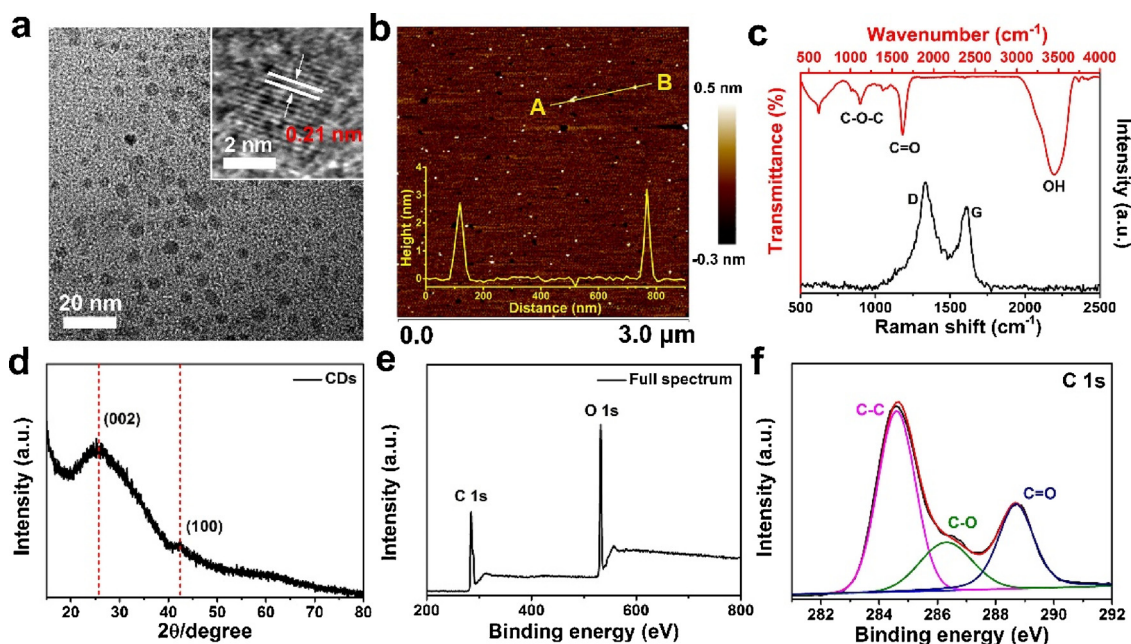 a
0.21 nm
2 nm
20 nm
b
A
B
0.5 nm
-0.3 nm
Height (nm)
4
3
2
1
0
0 200 400 600 800
Distance (nm)
0.0 3.0 μm
c
Wavenumber (cm⁻¹)
500 1000 1500 2000 2500 3000 3500 4000
Transmittance (%)
Intensity (a.u.)
C-O-C
C=O
OH
D
G
500 1000 1500 2000 2500
Raman shift (cm⁻¹)
d
CDs
(002)
(100)
Intensity (a.u.)
20 30 40 50 60 70 80
2θ/degree
e
Full spectrum
O 1s
C 1s
Intensity (a.u.)
200 400 600 800
Binding energy (eV)
f
C 1s
C-C
C-O
C=O
Intensity (a.u.)
282 284 286 288 290 292
Binding energy (eV)